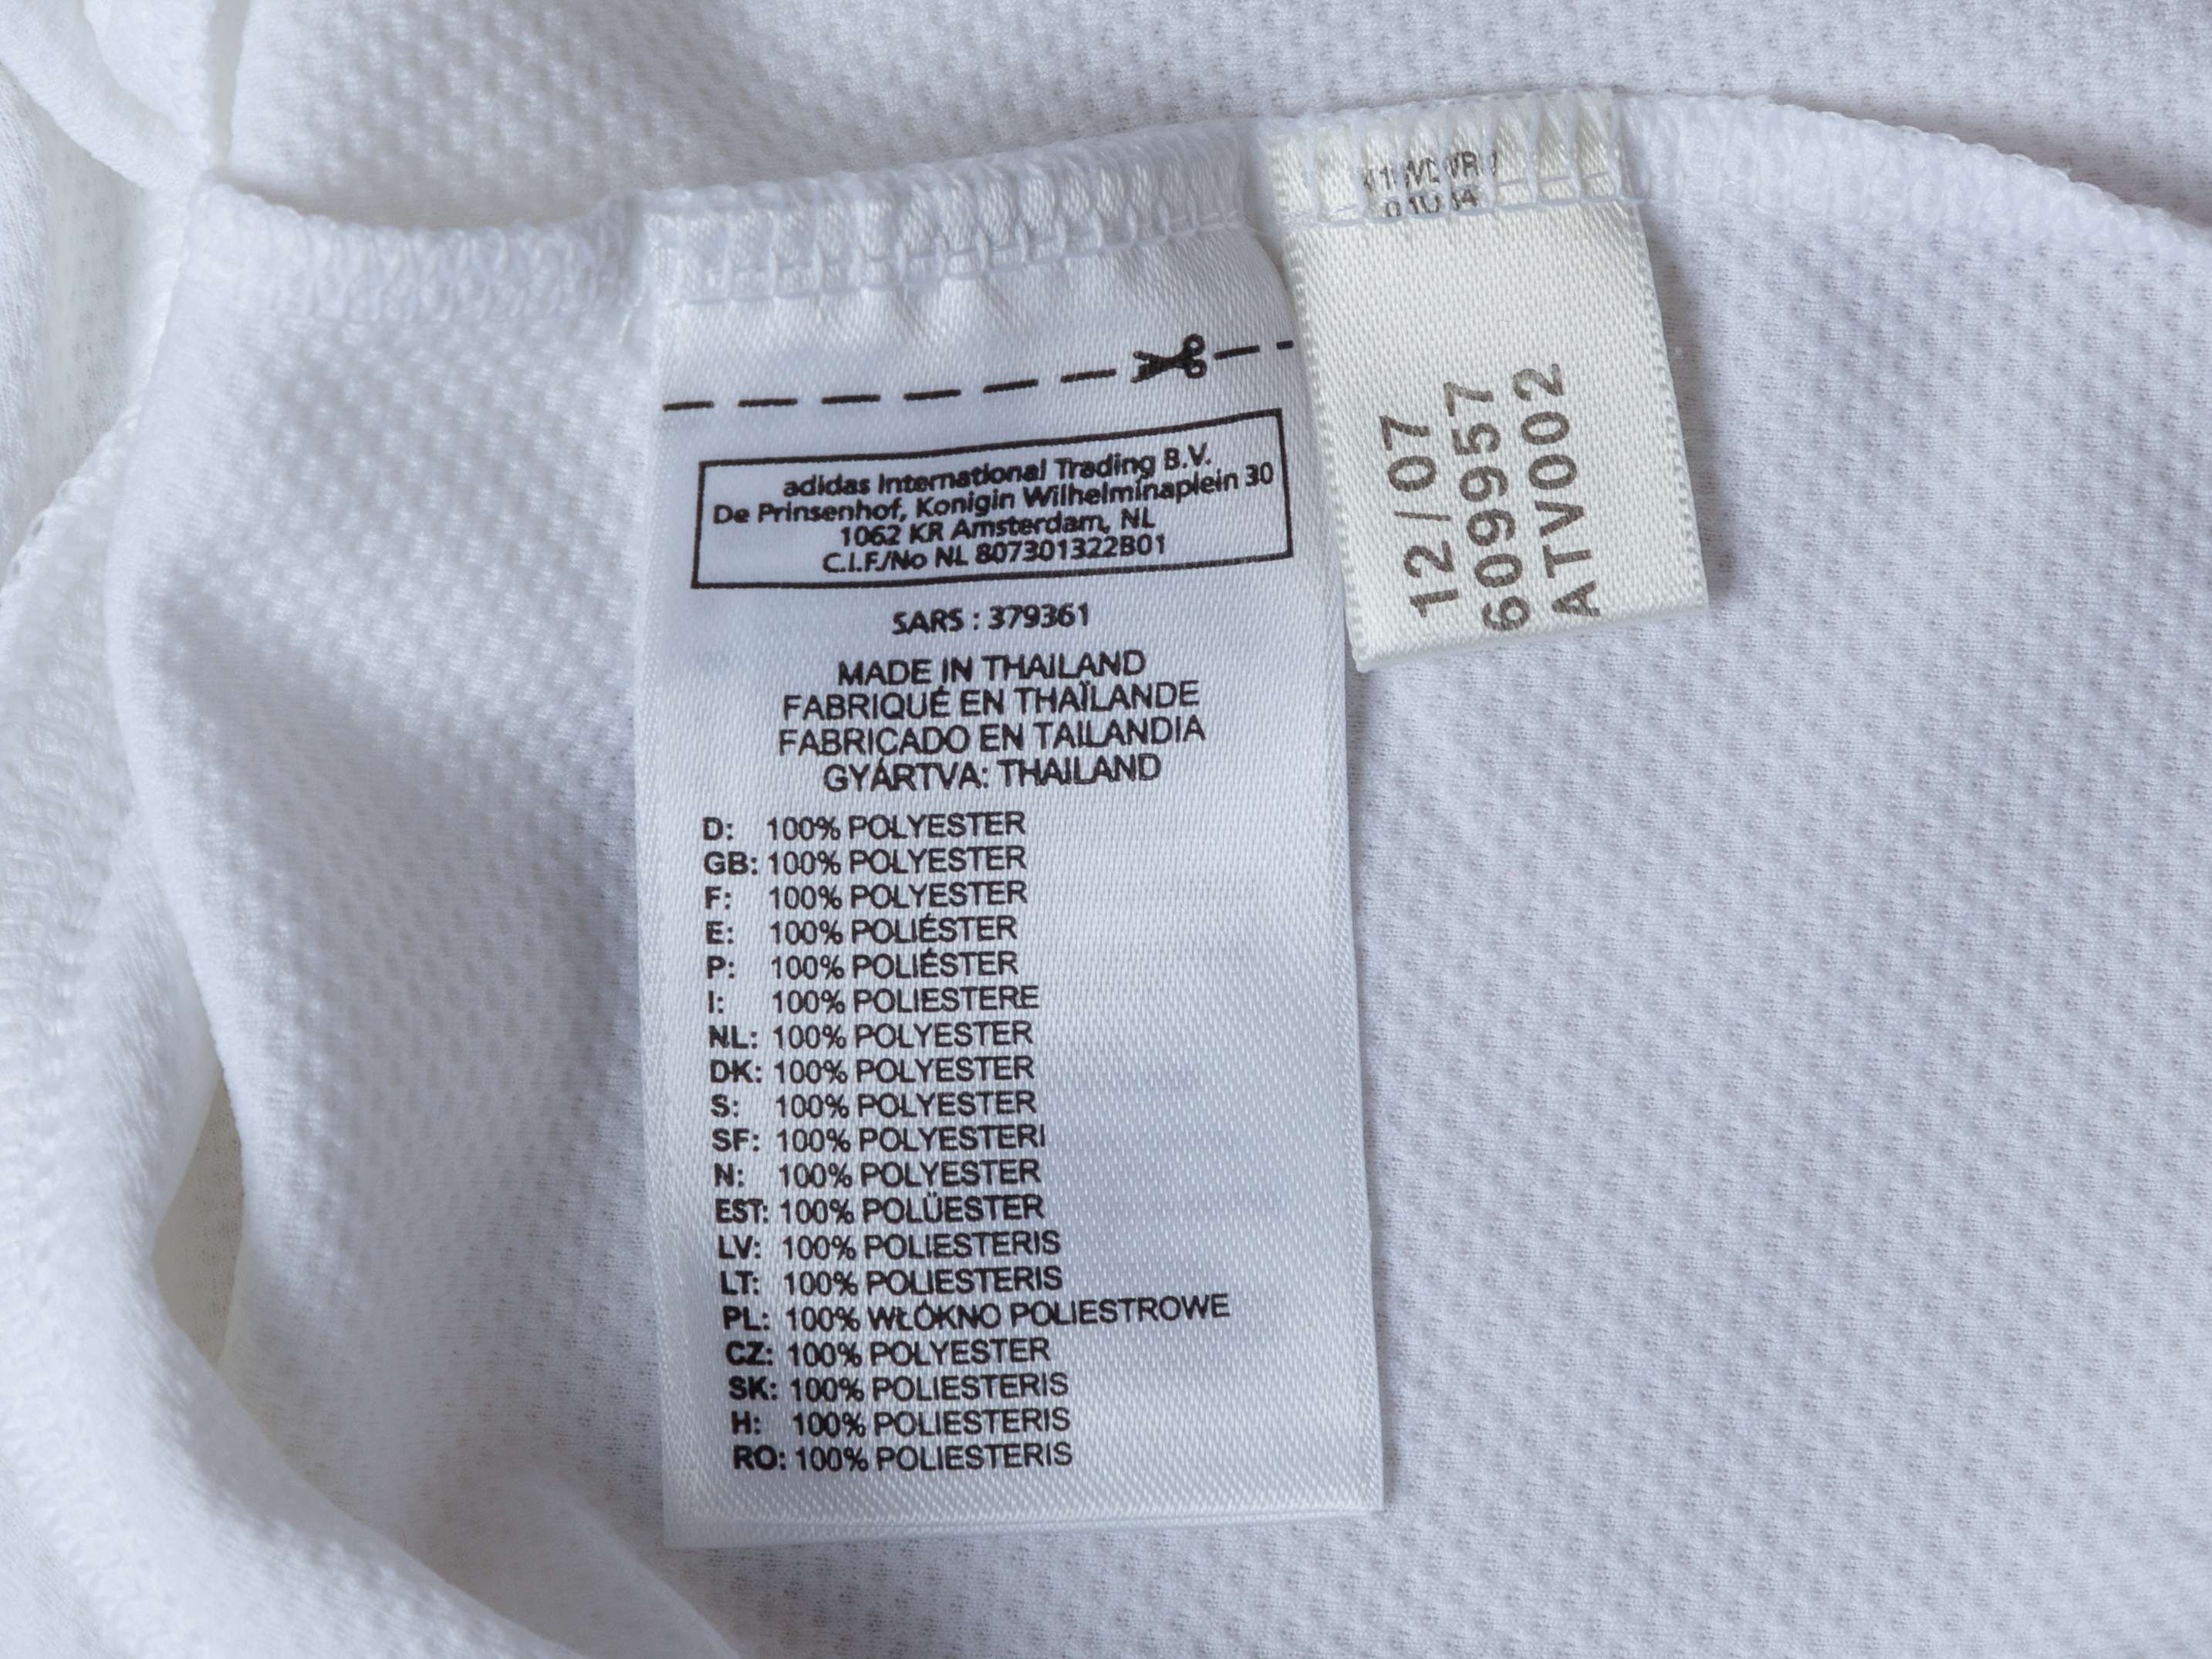 adidas International Trading B.V.
De Prinsenhof, Konigin Wilhelminaplein 30
1062 KR Amsterdam, NL
C.I.F./No NL 807301322B01
SARS : 379361
MADE IN THAILAND
FABRIQUÉ EN THAÏLANDE
FABRICADO EN TAILANDIA
GYÁRTVA: THAILAND
D: 100% POLYESTER
GB: 100% POLYESTER
F: 100% POLYESTER
E: 100% POLIÉSTER
P: 100% POLIÉSTER
I: 100% POLIESTERE
NL: 100% POLYESTER
DK: 100% POLYESTER
S: 100% POLYESTER
SF: 100% POLYESTERI
N: 100% POLYESTER
EST: 100% POLÜESTER
LV: 100% POLIESTERIS
LT: 100% POLIESTERIS
PL: 100% WŁÓKNO POLIESTROWE
CZ: 100% POLYESTER
SK: 100% POLIESTERIS
H: 100% POLIESTERIS
RO: 100% POLIESTERIS
12/07
609957
ATV002